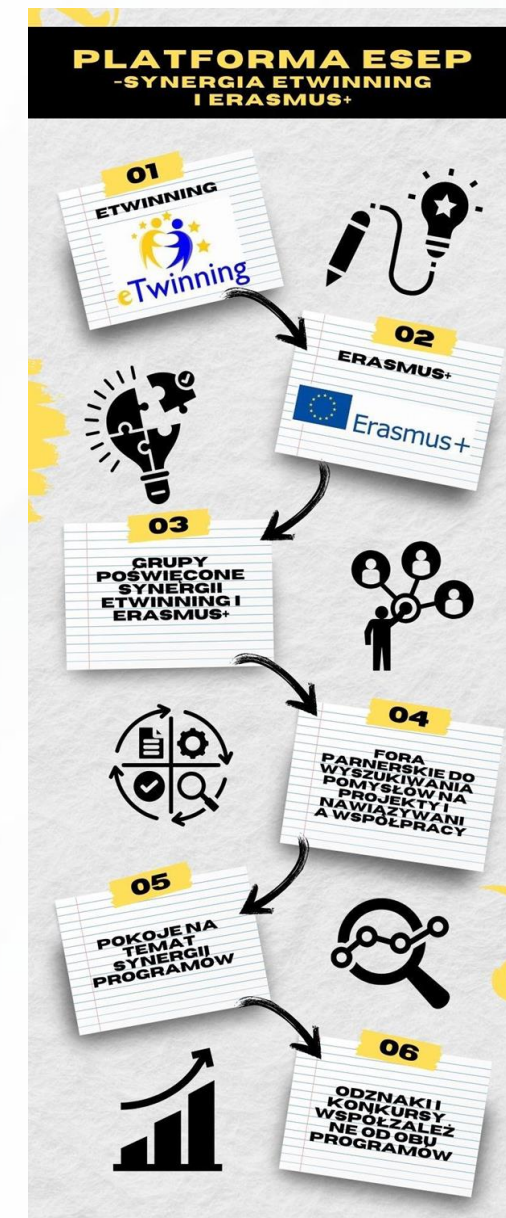 PLATFORMA ESEP
-SYNERGIA ETWINNING
I ERASMUS+
01
ETWINNING
eTwinning
02
ERASMUS+
Erasmus+
03
GRUPY
POŚWIĘCONE
SYNERGII
ETWINNING I
ERASMUS+
04
FORA
PARNERSKIE DO
WYSZUKIWANIA
POMYSŁÓW NA
PROJEKTY I
NAWIĄZYWANI
A WSPÓŁPRACY
05
POKOJE NA
TEMAT
SYNERGII
PROGRAMÓW
06
ODZNAKI I
KONKURSY
WSPÓŁZALEŻ
NE OD OBU
PROGRAMÓW